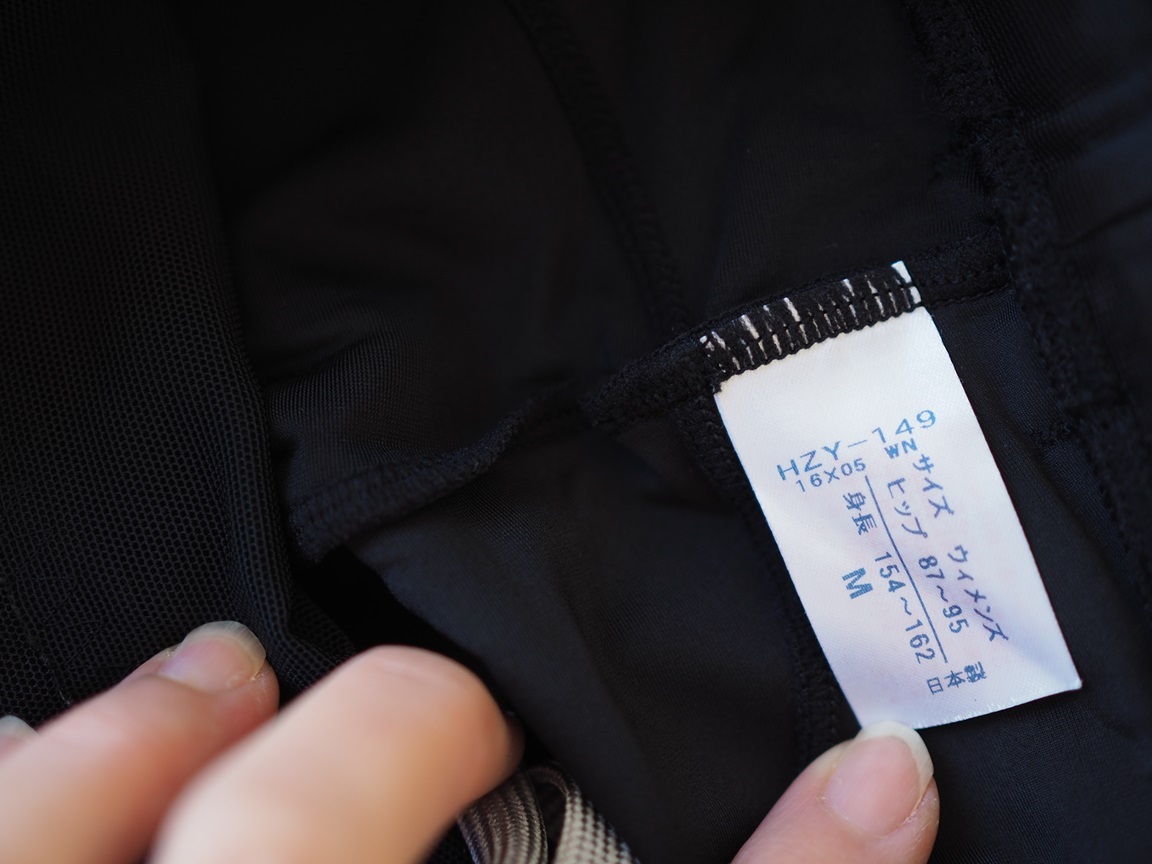 HZY-149
16X05 WN
サイズ ウィメンズ
ヒップ 87～95
身長 154～162
M
日本製